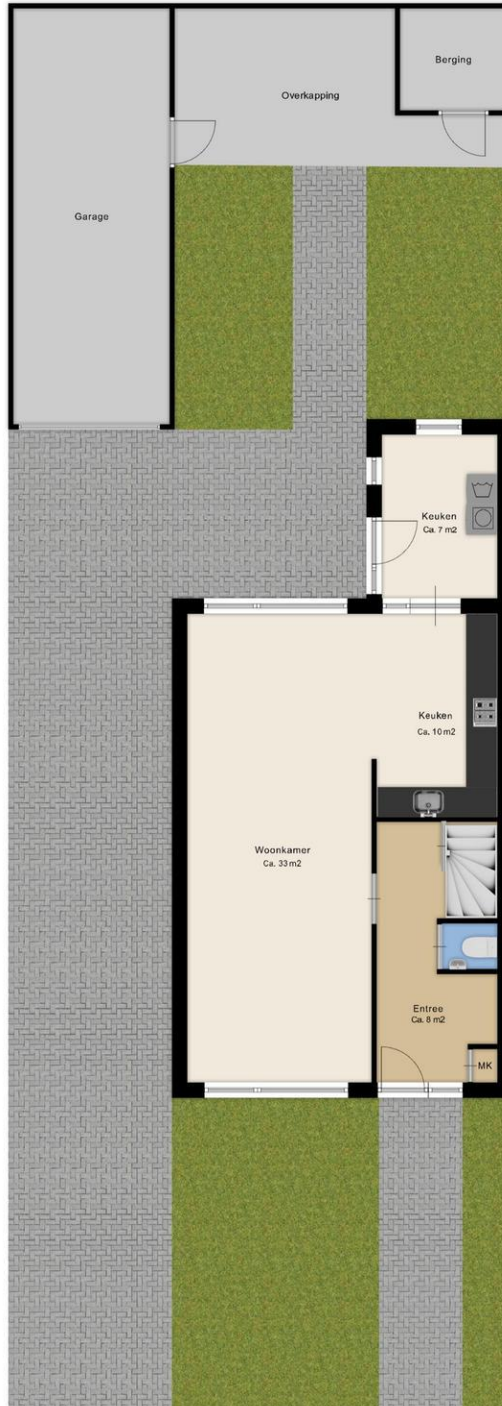 Berging
Overkapping
Garage
Keuken
Ca. 7 m2
Keuken
Ca. 10 m2
Woonkamer
Ca. 33 m2
Entree
Ca. 8 m2
MK